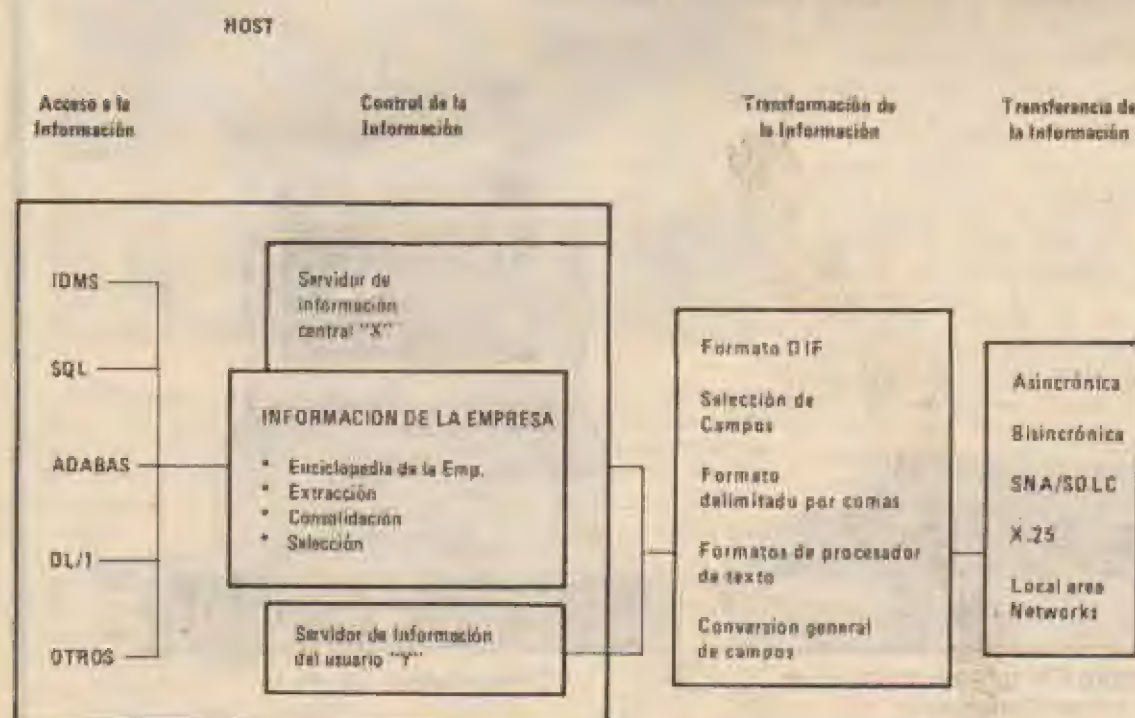 HOST
Acceso a la
Información
Control de la
Información
Transformación de
la Información
Transferencia de
la Información
IDMS
SQL
ADABAS
DL/1
OTROS
Servidor de
información
central "X"
INFORMACION DE LA EMPRESA
* Enciclopedia de la Emp.
* Extracción
* Consolidación
* Selección
Servidor de Información
del usuario "Y"
Formato DIF
Selección de
Campos
Formato
delimitado por comas
Formatos de procesador
de texto
Conversion general
de campos
Asincrónica
Bisincrónica
SNA/SDLC
X.25
Local area
Networks